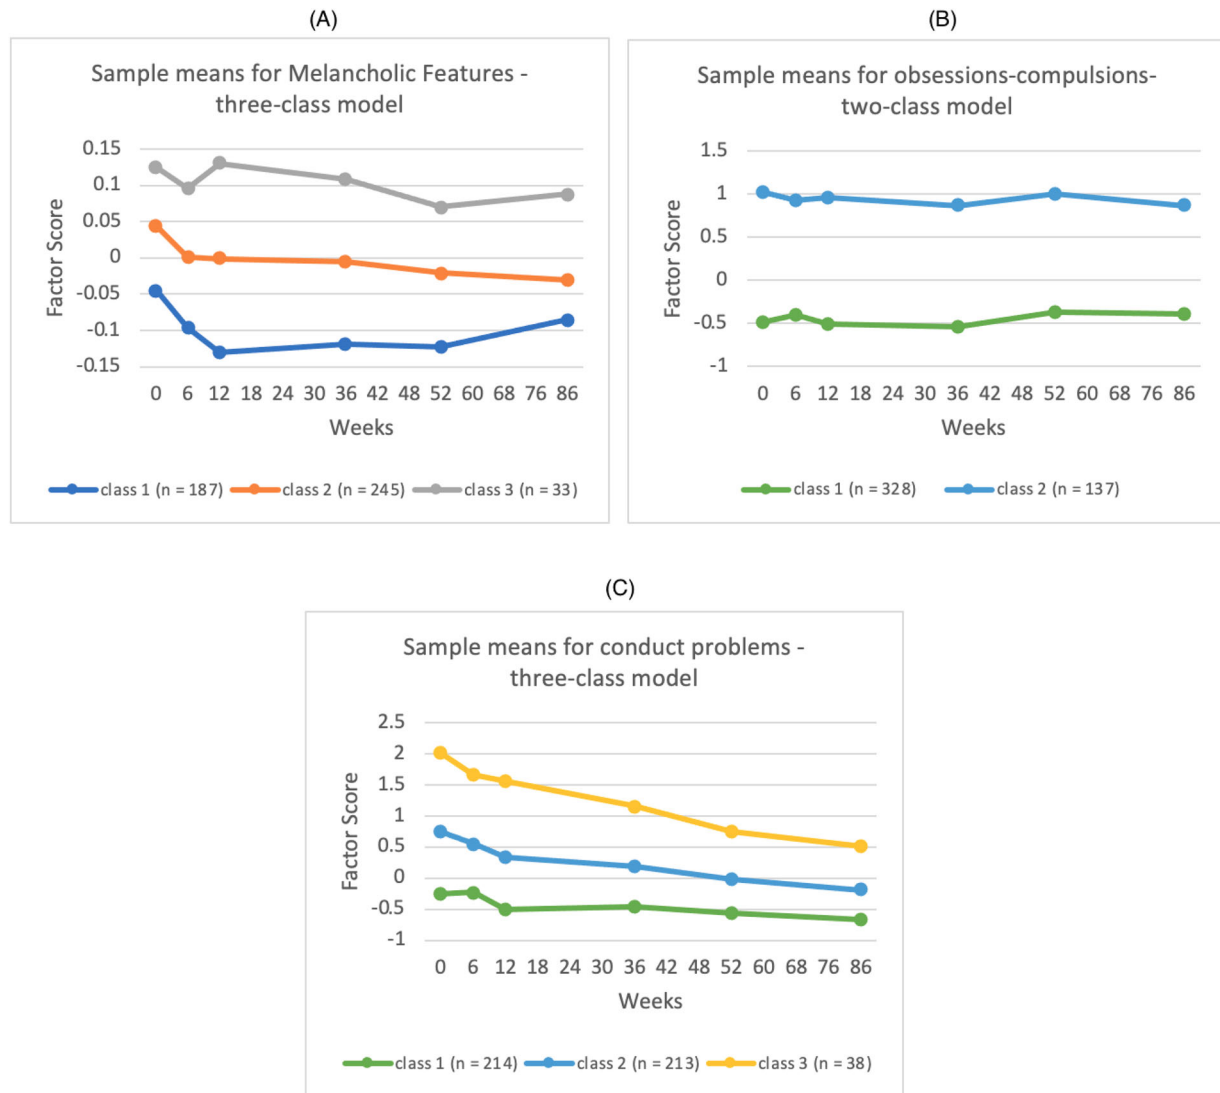 (A)
Sample means for Melancholic Features -
three-class model
0.15
0.1
0.05
0
-0.05
-0.1
-0.15
Factor Score
0 6 12 18 24 30 36 42 48 52 60 68 76 86
Weeks
class 1 (n = 187) class 2 (n = 245) class 3 (n = 33)
(B)
Sample means for obsessions-compulsions-
two-class model
1.5
1
0.5
0
-0.5
-1
Factor Score
0 6 12 18 24 30 36 42 48 52 60 68 76 86
Weeks
class 1 (n = 328) class 2 (n = 137)
(C)
Sample means for conduct problems -
three-class model
2.5
2
1.5
1
0.5
0
-0.5
-1
Factor Score
0 6 12 18 24 30 36 42 48 52 60 68 76 86
Weeks
class 1 (n = 214) class 2 (n = 213) class 3 (n = 38)